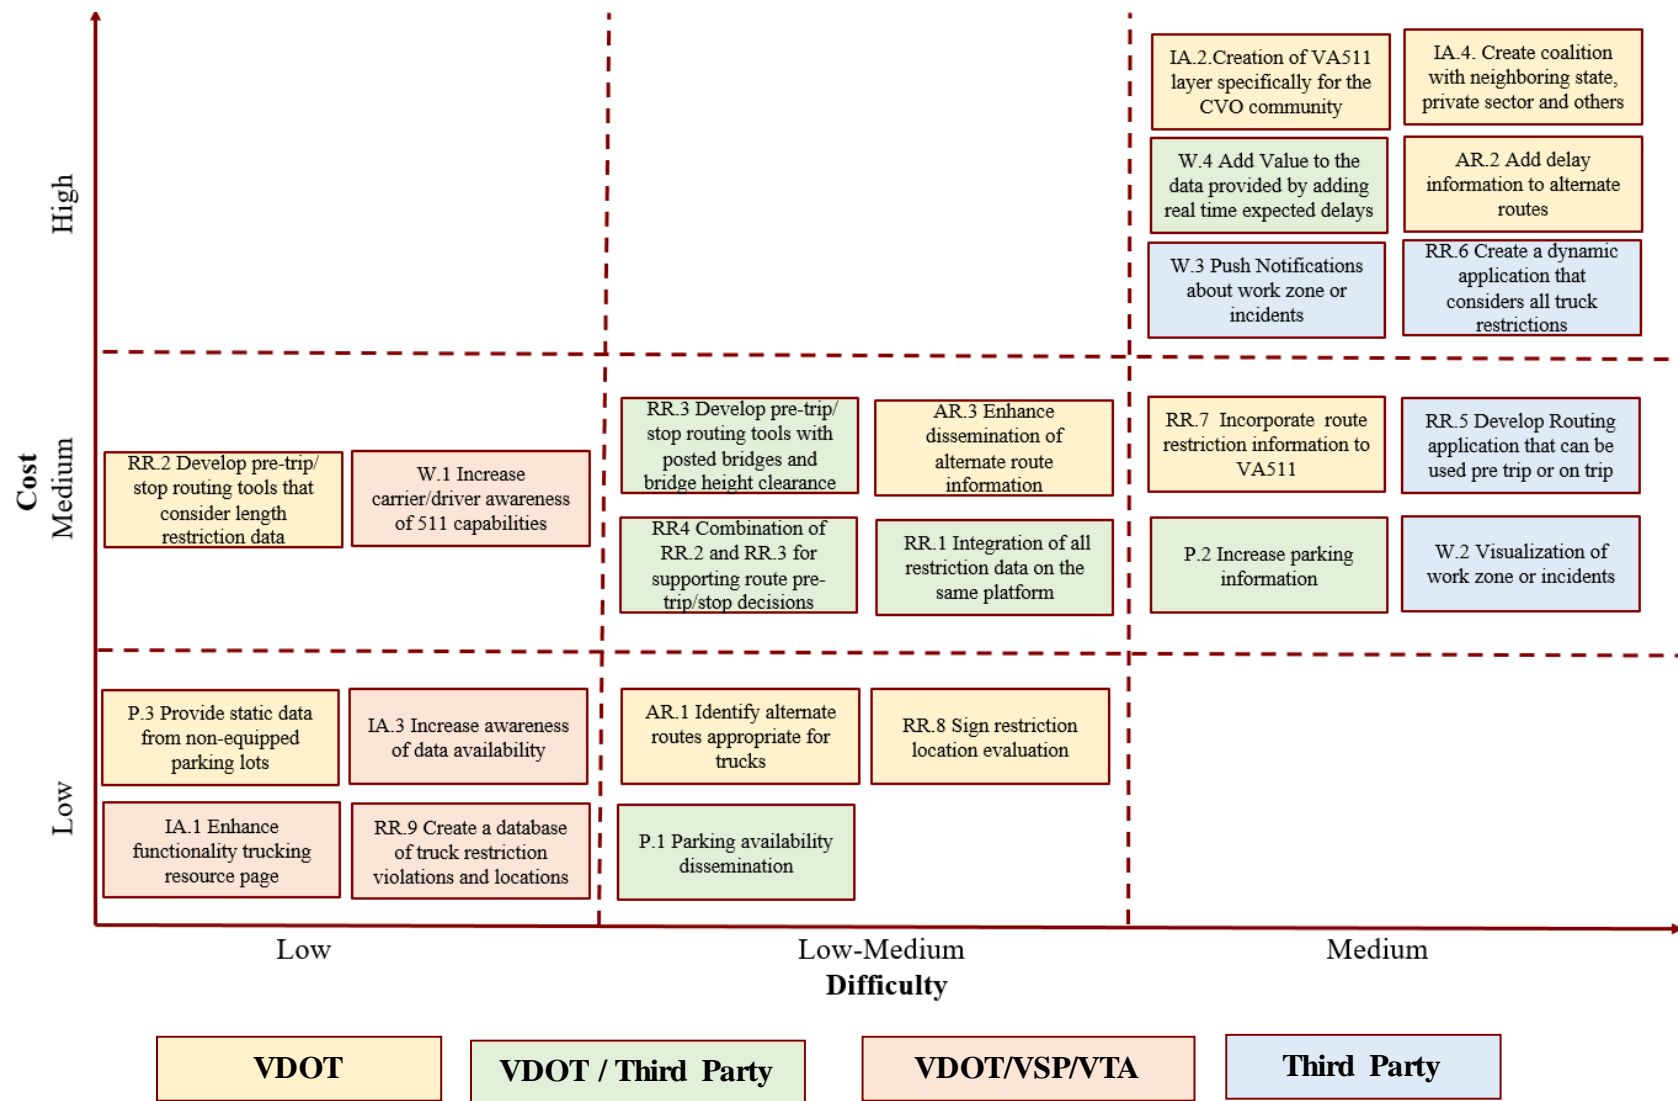 IA.2.Creation of VA511
layer specifically for the
CVO community
IA.4. Create coalition
with neighboring state,
private sector and others
W.4 Add Value to the
data provided by adding
real time expected delays
AR.2 Add delay
information to alternate
routes
W.3 Push Notifications
about work zone or
incidents
RR.6 Create a dynamic
application that
considers all truck
restrictions
High
RR.2 Develop pre-trip/
stop routing tools that
consider length
restriction data
W.1 Increase
carrier/driver awareness
of 511 capabilities
RR.3 Develop pre-trip/
stop routing tools with
posted bridges and
bridge height clearance
AR.3 Enhance
dissemination of
alternate route
information
RR4 Combination of
RR.2 and RR.3 for
supporting route pre-
trip/stop decisions
RR.1 Integration of all
restriction data on the
same platform
RR.7 Incorporate route
restriction information to
VA511
RR.5 Develop Routing
application that can be
used pre trip or on trip
P.2 Increase parking
information
W.2 Visualization of
work zone or incidents
Cost
Medium
P.3 Provide static data
from non-equipped
parking lots
IA.3 Increase awareness
of data availability
IA.1 Enhance
functionality trucking
resource page
RR.9 Create a database
of truck restriction
violations and locations
AR.1 Identify alternate
routes appropriate for
trucks
RR.8 Sign restriction
location evaluation
P.1 Parking availability
dissemination
Low
Low
Low-Medium
Medium
Difficulty
VDOT
VDOT / Third Party
VDOT/VSP/VTA
Third Party